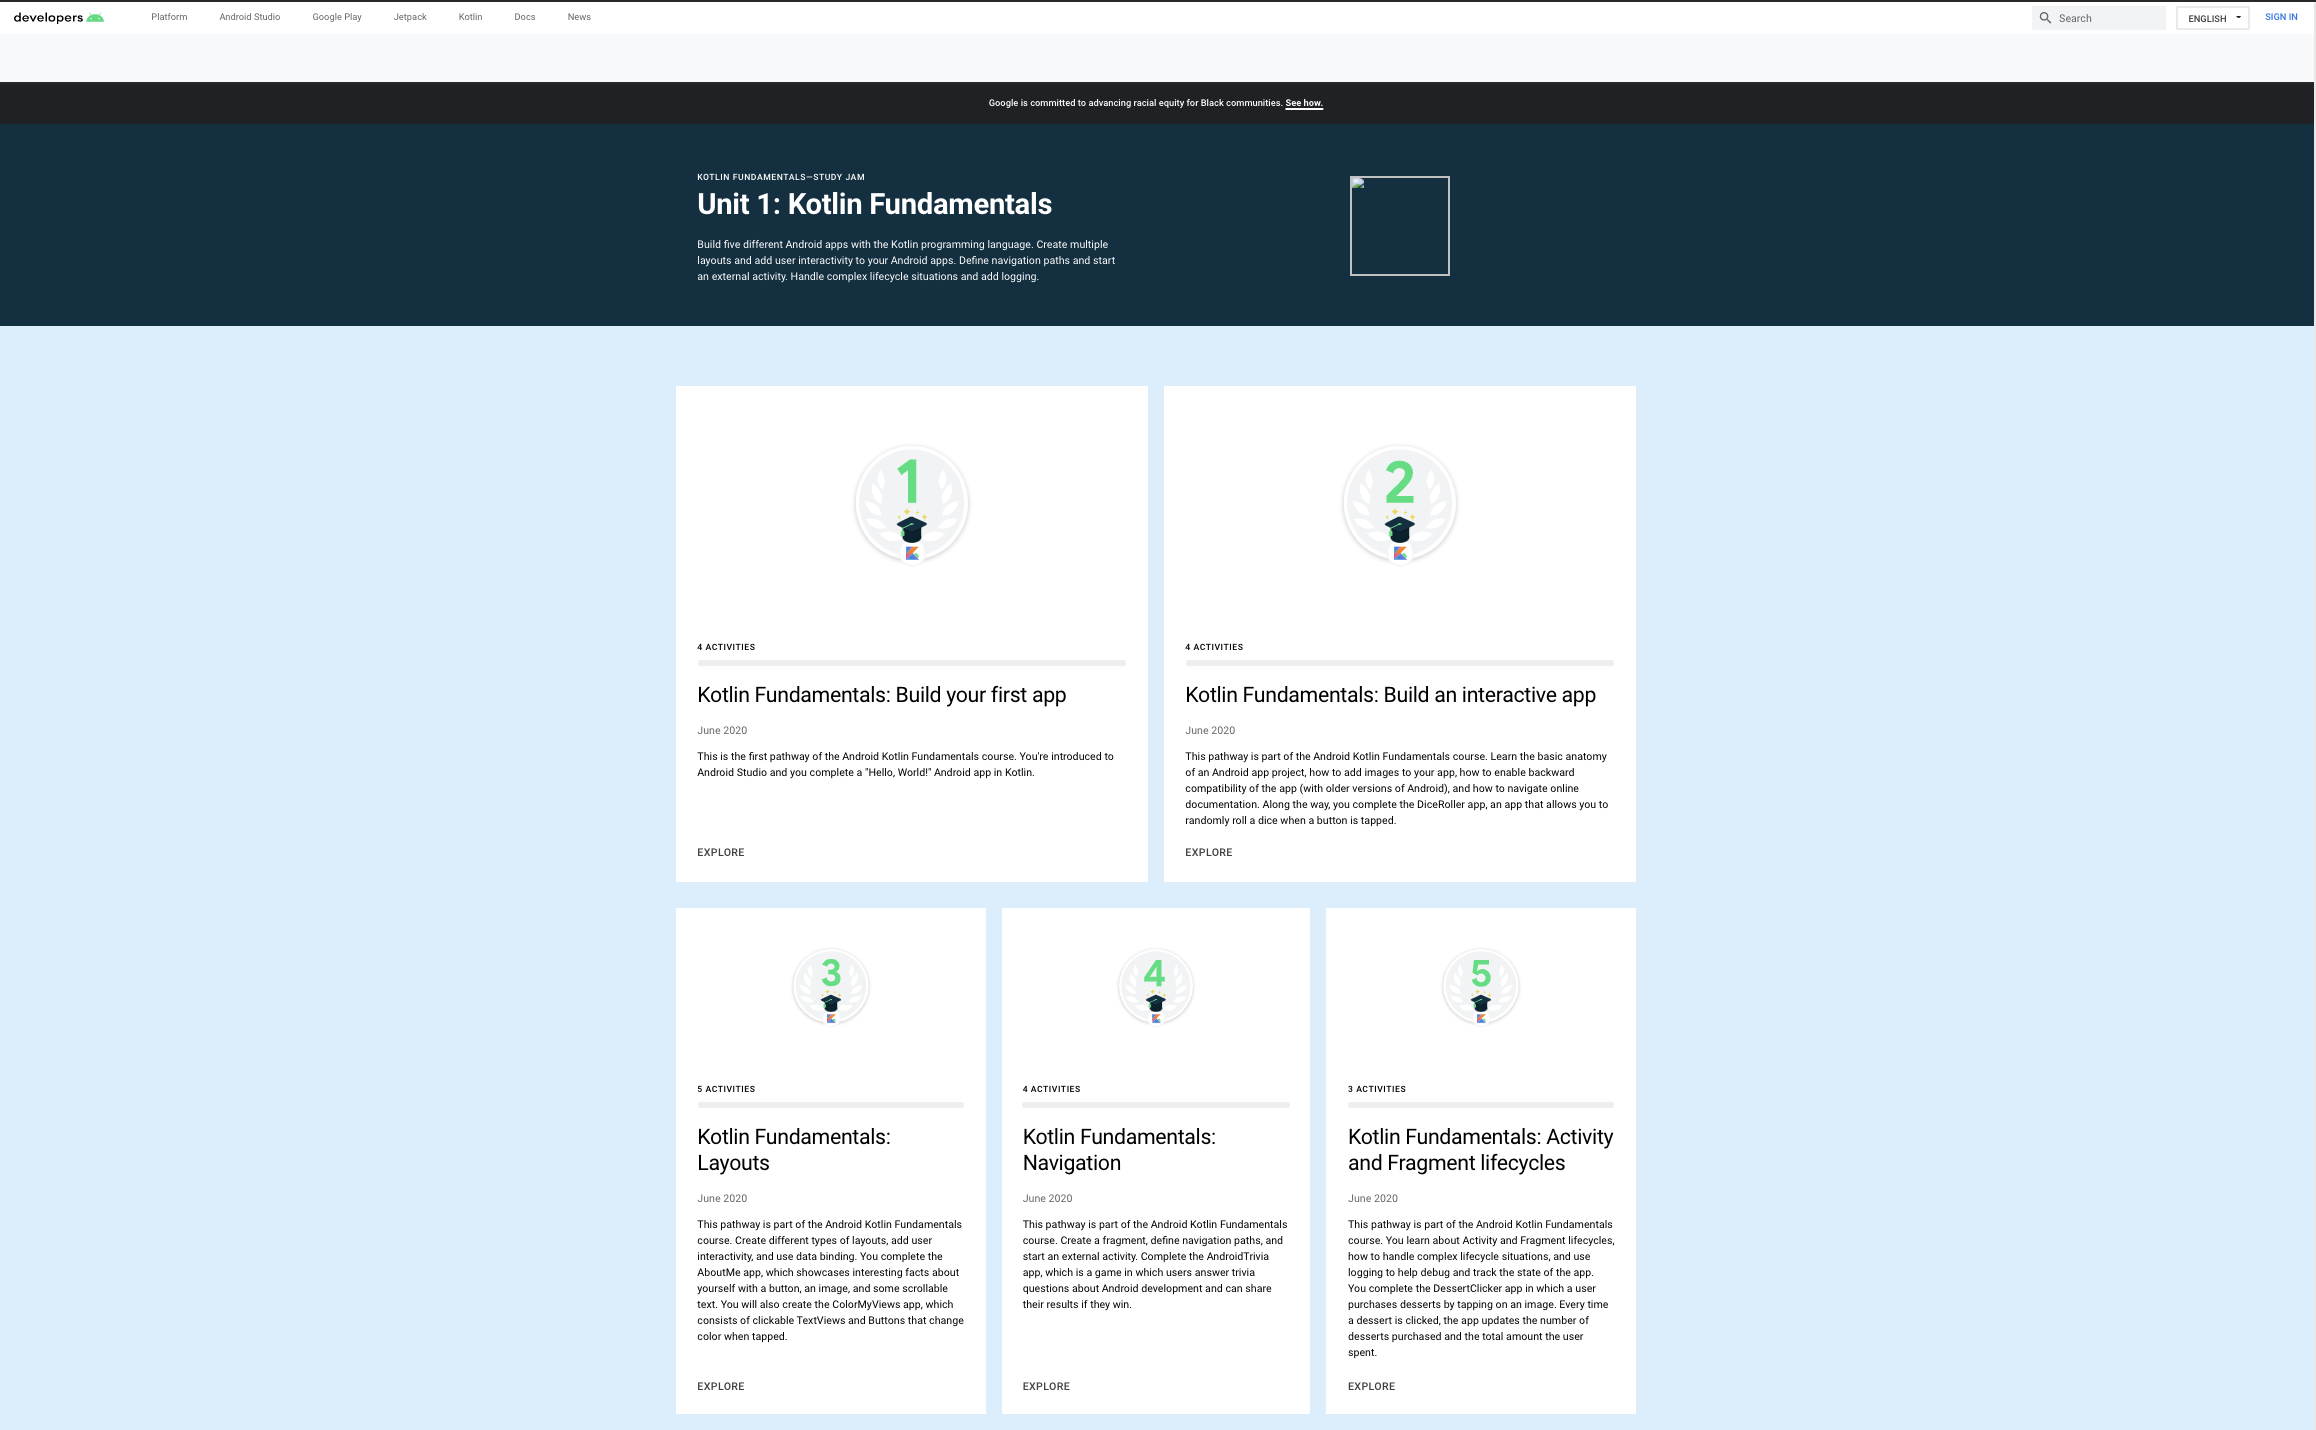 developers
Platform
Android Studio
Google Play
Jetpack
Kotlin
Docs
News
Search
ENGLISH
SIGN IN
Google is committed to advancing racial equity for Black communities. See how.
KOTLIN FUNDAMENTALS—STUDY JAM
Unit 1: Kotlin Fundamentals
Build five different Android apps with the Kotlin programming language. Create multiple
layouts and add user interactivity to your Android apps. Define navigation paths and start
an external activity. Handle complex lifecycle situations and add logging.
1
4 ACTIVITIES
Kotlin Fundamentals: Build your first app
June 2020
This is the first pathway of the Android Kotlin Fundamentals course. You're introduced to
Android Studio and you complete a "Hello, World!" Android app in Kotlin.
EXPLORE
2
4 ACTIVITIES
Kotlin Fundamentals: Build an interactive app
June 2020
This pathway is part of the Android Kotlin Fundamentals course. Learn the basic anatomy
of an Android app project, how to add images to your app, how to enable backward
compatibility of the app (with older versions of Android), and how to navigate online
documentation. Along the way, you complete the DiceRoller app, an app that allows you to
randomly roll a dice when a button is tapped.
EXPLORE
3
5 ACTIVITIES
Kotlin Fundamentals:
Layouts
June 2020
This pathway is part of the Android Kotlin Fundamentals
course. Create different types of layouts, add user
interactivity, and use data binding. You complete the
AboutMe app, which showcases interesting facts about
yourself with a button, an image, and some scrollable
text. You will also create the ColorMyViews app, which
consists of clickable TextViews and Buttons that change
color when tapped.
EXPLORE
4
4 ACTIVITIES
Kotlin Fundamentals:
Navigation
June 2020
This pathway is part of the Android Kotlin Fundamentals
course. Create a fragment, define navigation paths, and
start an external activity. Complete the AndroidTrivia
app, which is a game in which users answer trivia
questions about Android development and can share
their results if they win.
EXPLORE
5
3 ACTIVITIES
Kotlin Fundamentals: Activity
and Fragment lifecycles
June 2020
This pathway is part of the Android Kotlin Fundamentals
course. You learn about Activity and Fragment lifecycles,
how to handle complex lifecycle situations, and use
logging to help debug and track the state of the app.
You complete the DessertClicker app in which a user
purchases desserts by tapping on an image. Every time
a dessert is clicked, the app updates the number of
desserts purchased and the total amount the user
spent.
EXPLORE